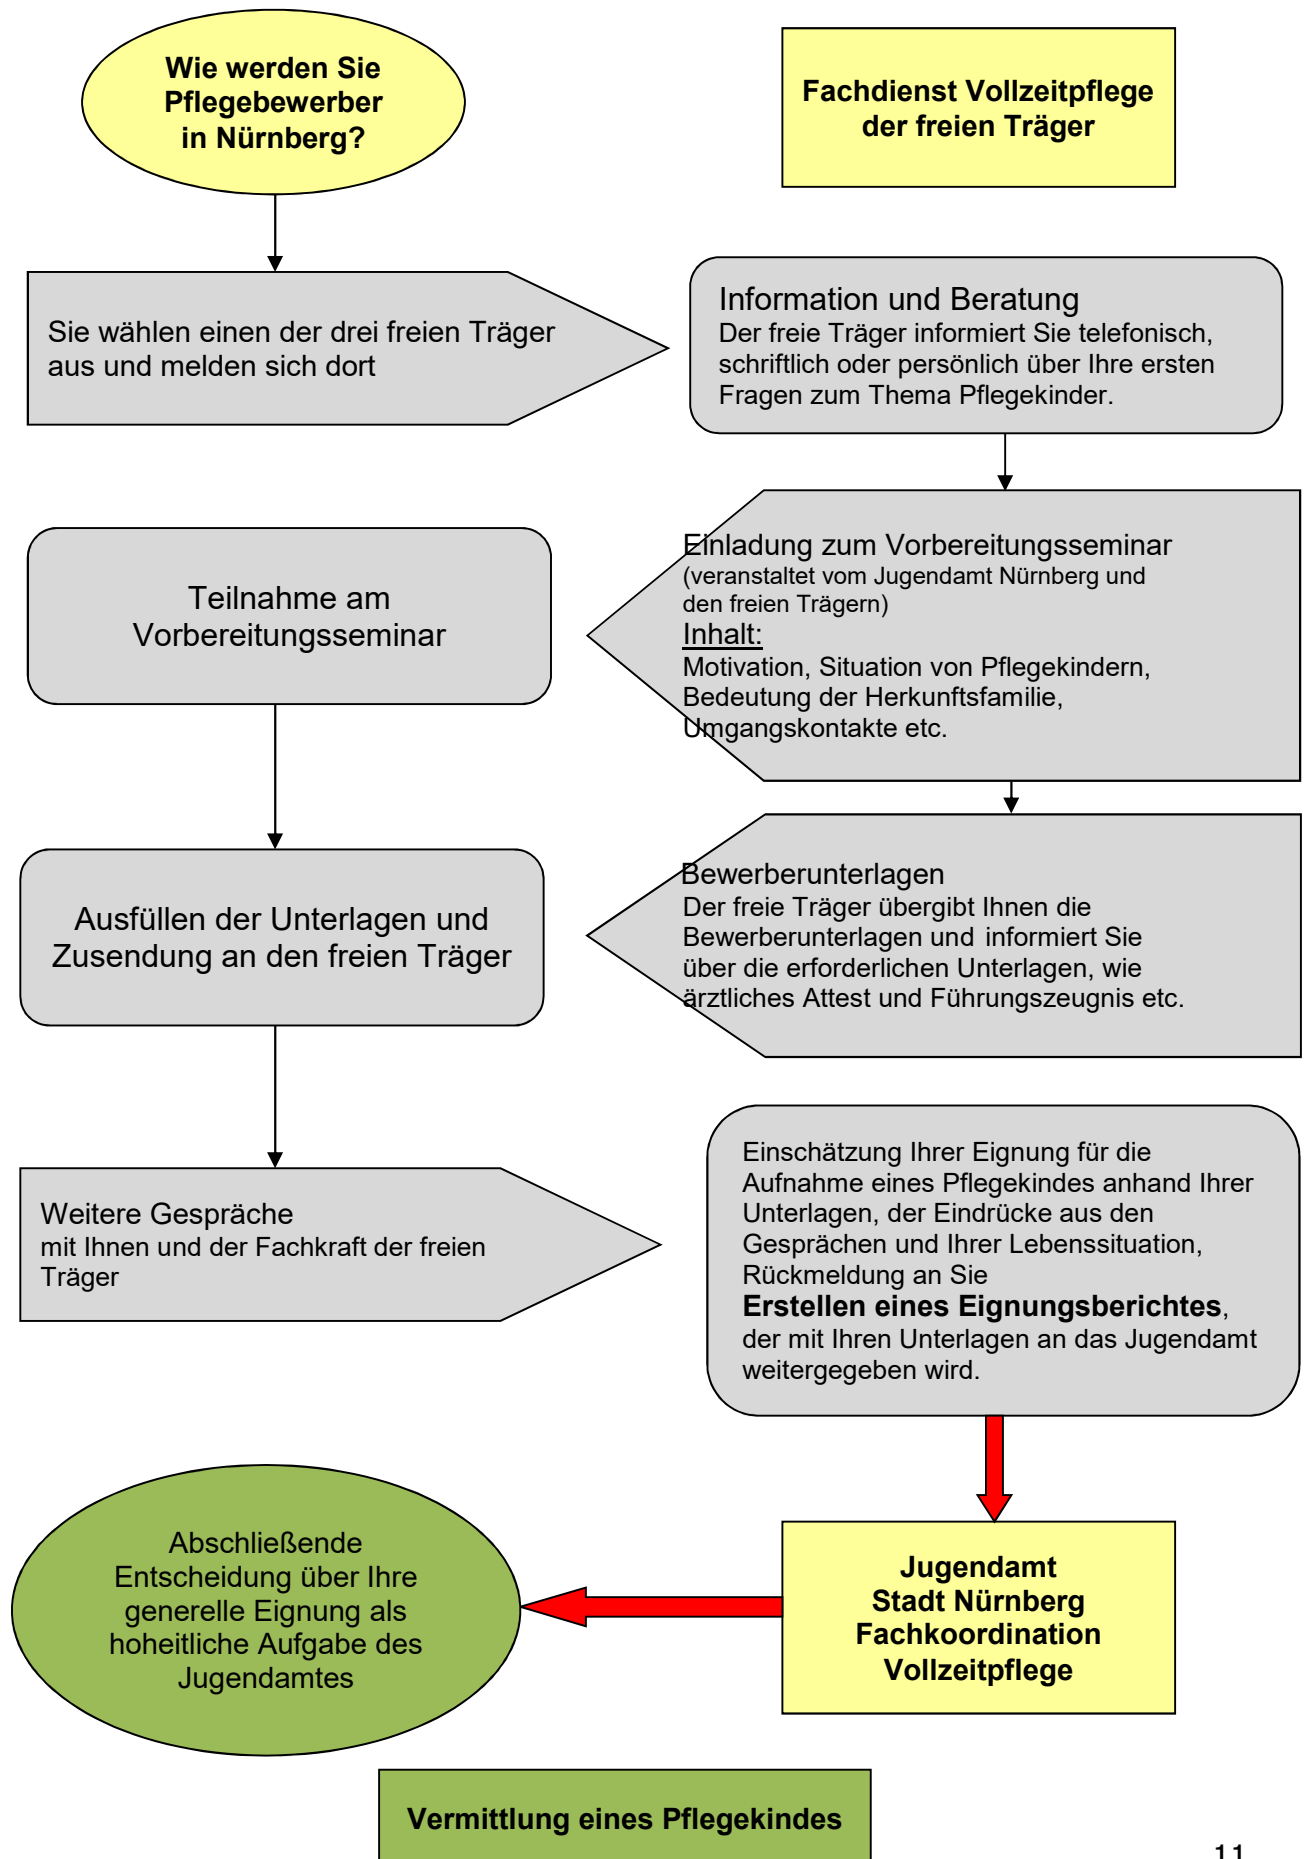 Wie werden Sie
Pflegebewerber
in Nürnberg?
Fachdienst Vollzeitpflege
der freien Träger
Sie wählen einen der drei freien Träger
aus und melden sich dort
Information und Beratung
Der freie Träger informiert Sie telefonisch,
schriftlich oder persönlich über Ihre ersten
Fragen zum Thema Pflegekinder.
Einladung zum Vorbereitungsseminar
(veranstaltet vom Jugendamt Nürnberg und
den freien Trägern)
Inhalt:
Motivation, Situation von Pflegekindern,
Bedeutung der Herkunftsfamilie,
Umgangskontakte etc.
Teilnahme am
Vorbereitungsseminar
Bewerberunterlagen
Der freie Träger übergibt Ihnen die
Bewerberunterlagen und informiert Sie
über die erforderlichen Unterlagen, wie
ärztliches Attest und Führungszeugnis etc.
Ausfüllen der Unterlagen und
Zusendung an den freien Träger
Weitere Gespräche
mit Ihnen und der Fachkraft der freien
Träger
Einschätzung Ihrer Eignung für die
Aufnahme eines Pflegekindes anhand Ihrer
Unterlagen, der Eindrücke aus den
Gesprächen und Ihrer Lebenssituation,
Rückmeldung an Sie
Erstellen eines Eignungsberichtes,
der mit Ihren Unterlagen an das Jugendamt
weitergegeben wird.
Jugendamt
Stadt Nürnberg
Fachkoordination
Vollzeitpflege
Abschließende
Entscheidung über Ihre
generelle Eignung als
hoheitliche Aufgabe des
Jugendamtes
Vermittlung eines Pflegekindes
11